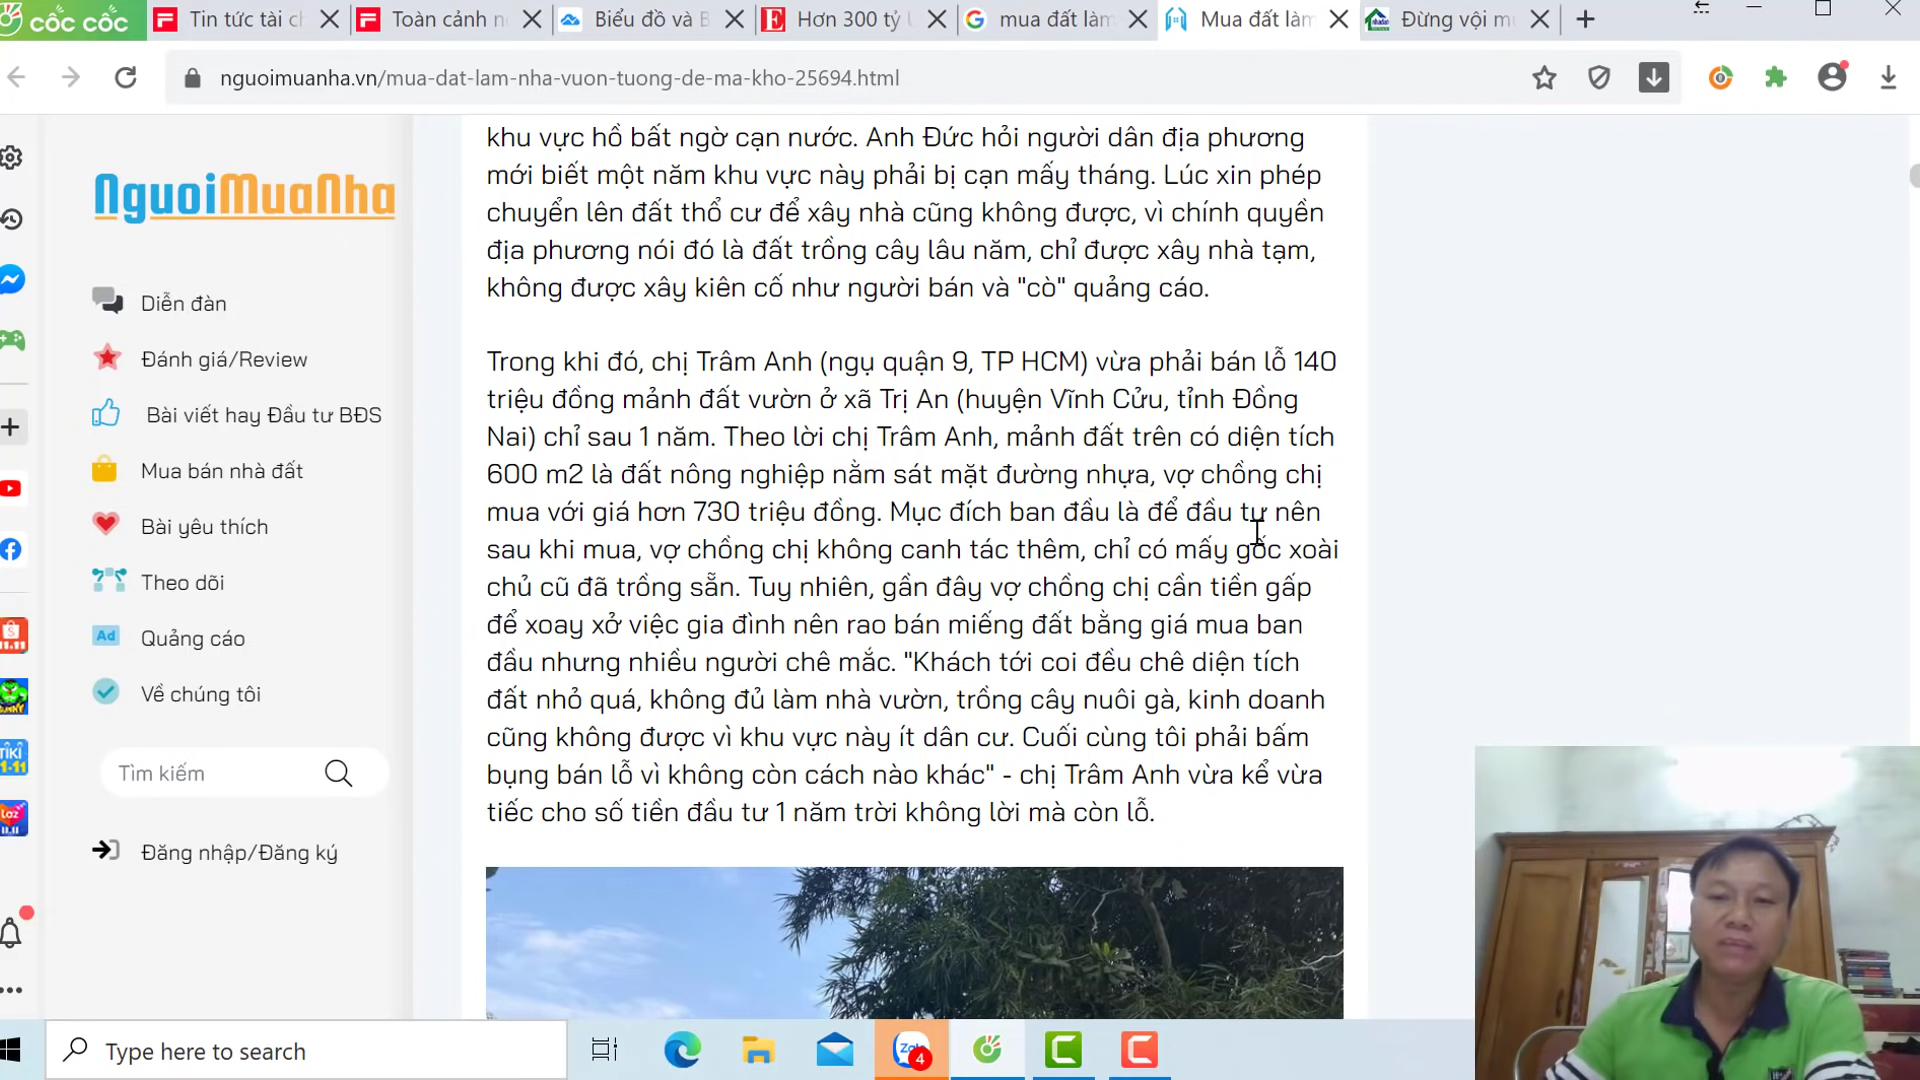 cốc cốc
Tin tức tài ch
Toàn cảnh n
Biểu đồ và B
Hơn 300 tỷ U
mua đất làm
Mua đất làm
Đừng vội mu
nguoimuanha.vn/mua-dat-lam-nha-vuon-tuong-de-ma-kho-25694.html
NguoiMuaNha
Diễn đàn
Đánh giá/Review
Bài viết hay Đầu tư BĐS
Mua bán nhà đất
Bài yêu thích
Theo dõi
Ad Quảng cáo
Về chúng tôi
Tìm kiếm
Đăng nhập/Đăng ký
khu vực hồ bất ngờ cạn nước. Anh Đức hỏi người dân địa phương
mới biết một năm khu vực này phải bị cạn mấy tháng. Lúc xin phép
chuyển lên đất thổ cư để xây nhà cũng không được, vì chính quyền
địa phương nói đó là đất trồng cây lâu năm, chỉ được xây nhà tạm,
không được xây kiên cố như người bán và "cò" quảng cáo.
Trong khi đó, chị Trâm Anh (ngụ quận 9, TP HCM) vừa phải bán lỗ 140
triệu đồng mảnh đất vườn ở xã Trị An (huyện Vĩnh Cửu, tỉnh Đồng
Nai) chỉ sau 1 năm. Theo lời chị Trâm Anh, mảnh đất trên có diện tích
600 m2 là đất nông nghiệp nằm sát mặt đường nhựa, vợ chồng chị
mua với giá hơn 730 triệu đồng. Mục đích ban đầu là để đầu tư nên
sau khi mua, vợ chồng chị không canh tác thêm, chỉ có mấy gốc xoài
chủ cũ đã trồng sẵn. Tuy nhiên, gần đây vợ chồng chị cần tiền gấp
để xoay xở việc gia đình nên rao bán miếng đất bằng giá mua ban
đầu nhưng nhiều người chê mắc. "Khách tới coi đều chê diện tích
đất nhỏ quá, không đủ làm nhà vườn, trồng cây nuôi gà, kinh doanh
cũng không được vì khu vực này ít dân cư. Cuối cùng tôi phải bấm
bụng bán lỗ vì không còn cách nào khác" - chị Trâm Anh vừa kể vừa
tiếc cho số tiền đầu tư 1 năm trời không lời mà còn lỗ.
Type here to search
Zalo
4